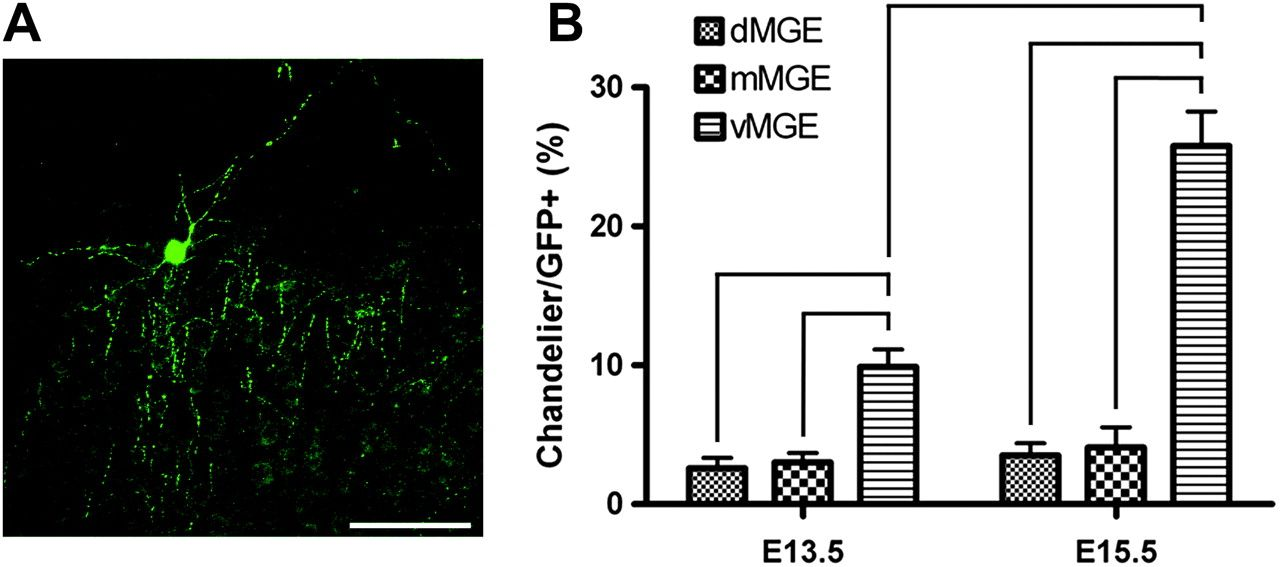 A
B
dMGE
mMGE
vMGE
Chandelier/GFP+ (%)
30
20
10
0
E13.5
E15.5